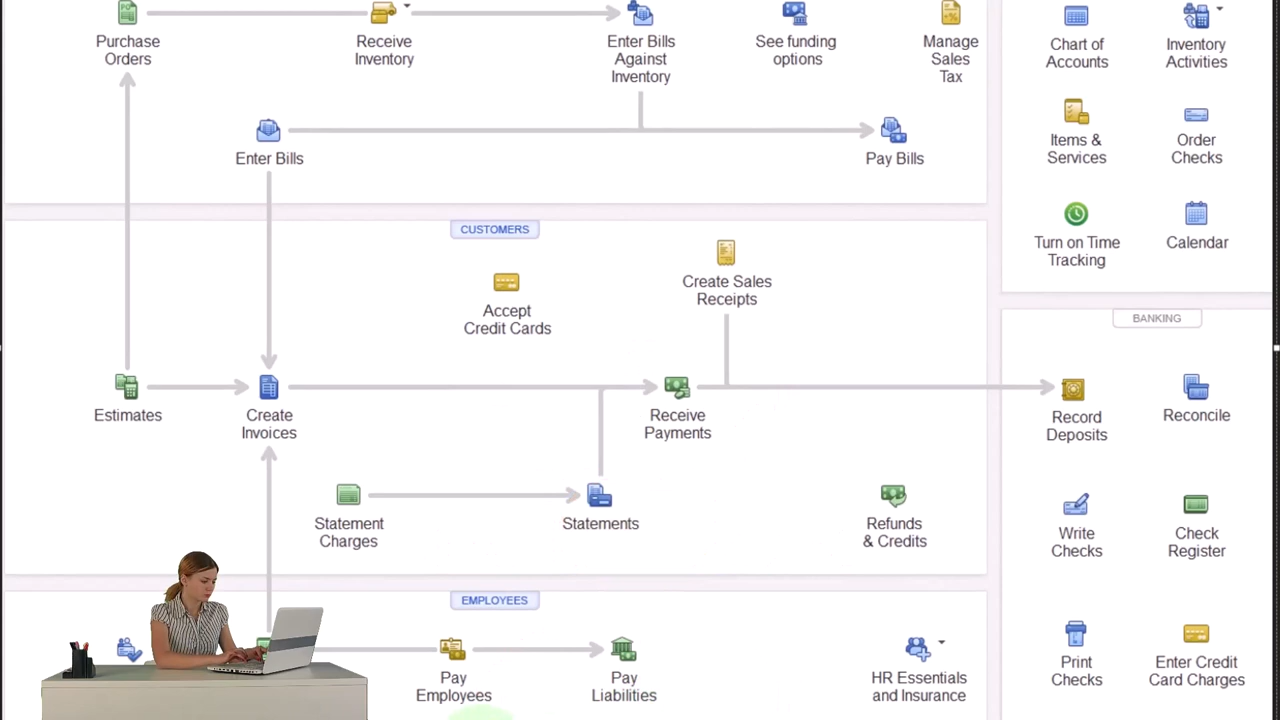 Purchase
Orders
Receive
Inventory
Enter Bills
Against
Inventory
See funding
options
Manage
Sales
Tax
Enter Bills
Pay Bills
CUSTOMERS
Accept
Credit Cards
Create Sales
Receipts
Estimates
Create
Invoices
Receive
Payments
Statement
Charges
Statements
Refunds
& Credits
EMPLOYEES
Pay
Employees
Pay
Liabilities
HR Essentials
and Insurance
Chart of
Accounts
Inventory
Activities
Items &
Services
Order
Checks
Turn on Time
Tracking
Calendar
BANKING
Record
Deposits
Reconcile
Write
Checks
Check
Register
Print
Checks
Enter Credit
Card Charges